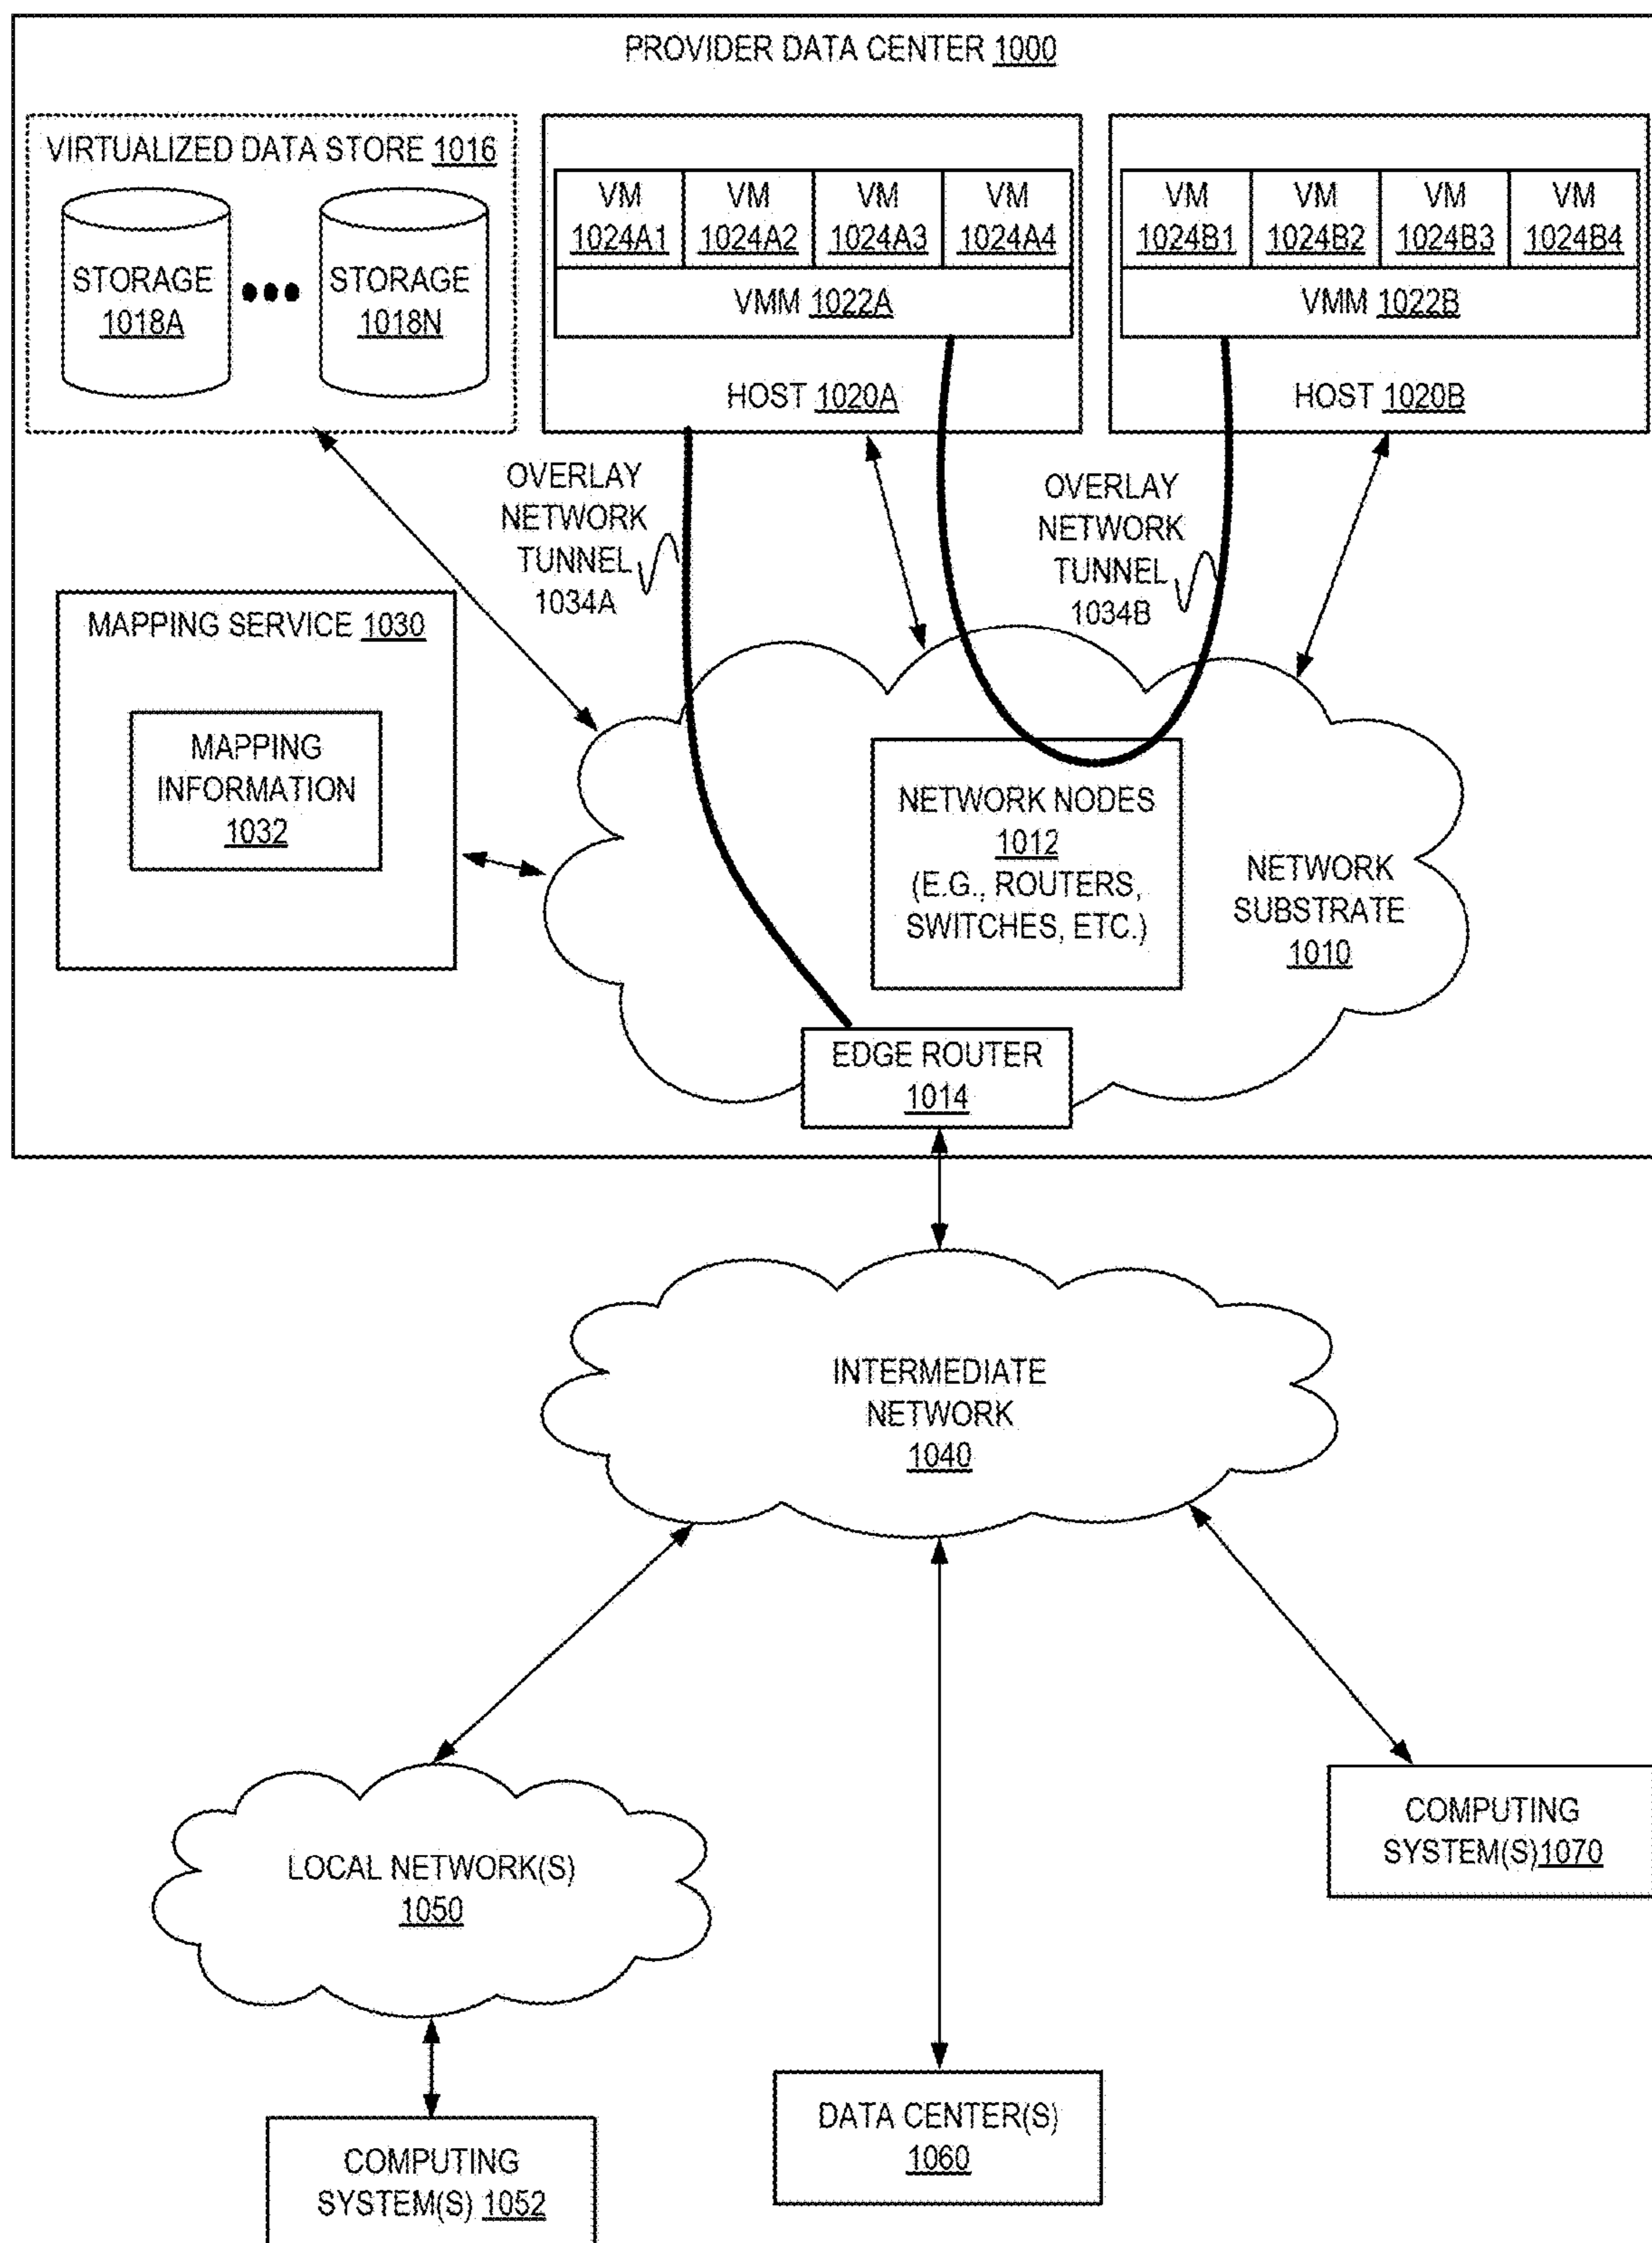 PROVIDER DATA CENTER 1000
VIRTUALIZED DATA STORE 1016
STORAGE
1018A
STORAGE
1018N
VM
1024A1
VM
1024A2
VM
1024A3
VM
1024A4
VMM 1022A
HOST 1020A
VM
1024B1
VM
1024B2
VM
1024B3
VM
1024B4
VMM 1022B
HOST 1020B
OVERLAY
NETWORK
TUNNEL
1034A
OVERLAY
NETWORK
TUNNEL
1034B
MAPPING SERVICE 1030
MAPPING
INFORMATION
1032
NETWORK NODES
1012
(E.G., ROUTERS,
SWITCHES, ETC.)
NETWORK
SUBSTRATE
1010
EDGE ROUTER
1014
INTERMEDIATE
NETWORK
1040
LOCAL NETWORK(S)
1050
COMPUTING
SYSTEM(S)1070
DATA CENTER(S)
1060
COMPUTING
SYSTEM(S) 1052